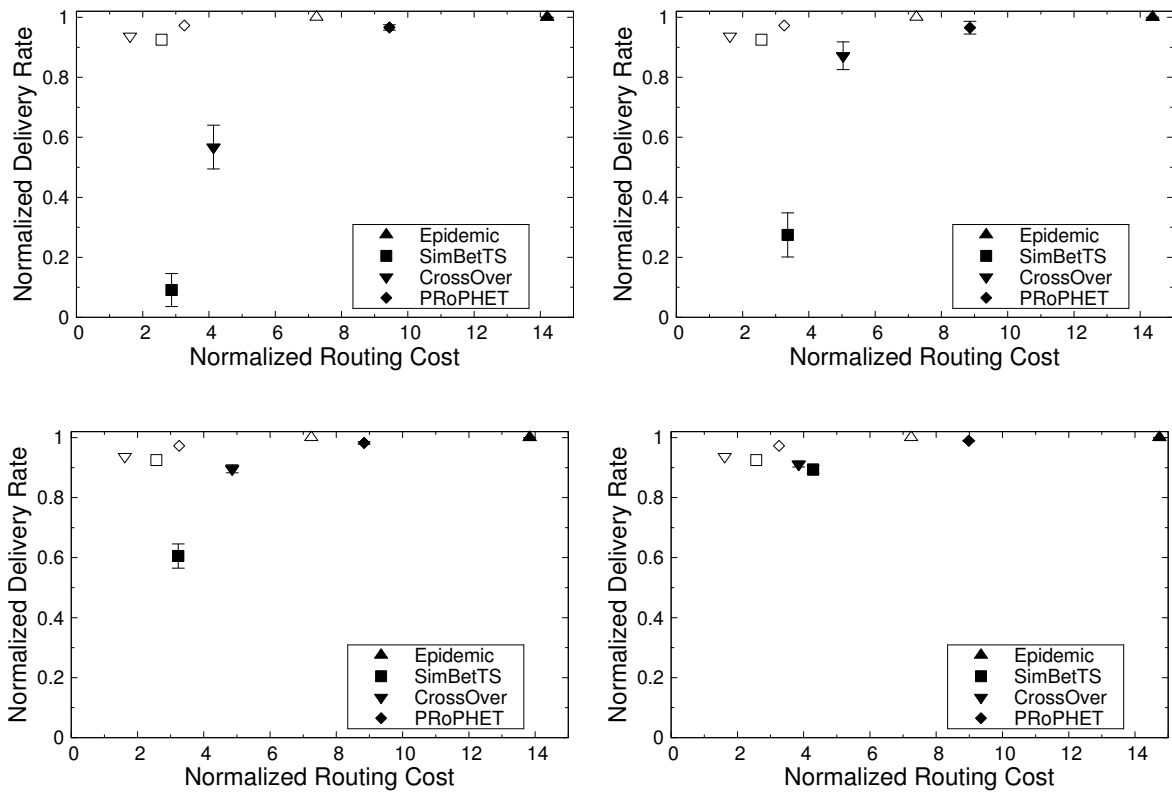 1
0.8
0.6
0.4
0.2
0
Normalized Delivery Rate
Epidemic
SimBetTS
CrossOver
PRoPHET
0 2 4 6 8 10 12 14
Normalized Routing Cost
1
0.8
0.6
0.4
0.2
0
Normalized Delivery Rate
Epidemic
SimBetTS
CrossOver
PRoPHET
0 2 4 6 8 10 12 14
Normalized Routing Cost
1
0.8
0.6
0.4
0.2
0
Normalized Delivery Rate
Epidemic
SimBetTS
CrossOver
PRoPHET
0 2 4 6 8 10 12 14
Normalized Routing Cost
1
0.8
0.6
0.4
0.2
0
Normalized Delivery Rate
Epidemic
SimBetTS
CrossOver
PRoPHET
0 2 4 6 8 10 12 14
Normalized Routing Cost